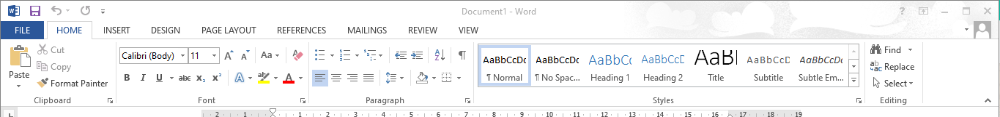 Document1 - Word
FILE HOME INSERT DESIGN PAGE LAYOUT REFERENCES MAILINGS REVIEW VIEW
Paste
Cut
Copy
Format Painter
Clipboard
Calibri (Body) 11 A A Aa
B I U abc x₂ x² A ab A
Font
Paragraph
AaBbCcDc AaBbCcDc AaBbCc AaBbCcD AaBl AaBbCcD AaBbCcDc
¶ Normal ¶ No Spac... Heading 1 Heading 2 Title Subtitle Subtle Em...
Styles
Find
Replace
Select
Editing
2 1 1 2 3 4 5 6 7 8 9 10 11 12 13 14 15 16 17 18 19